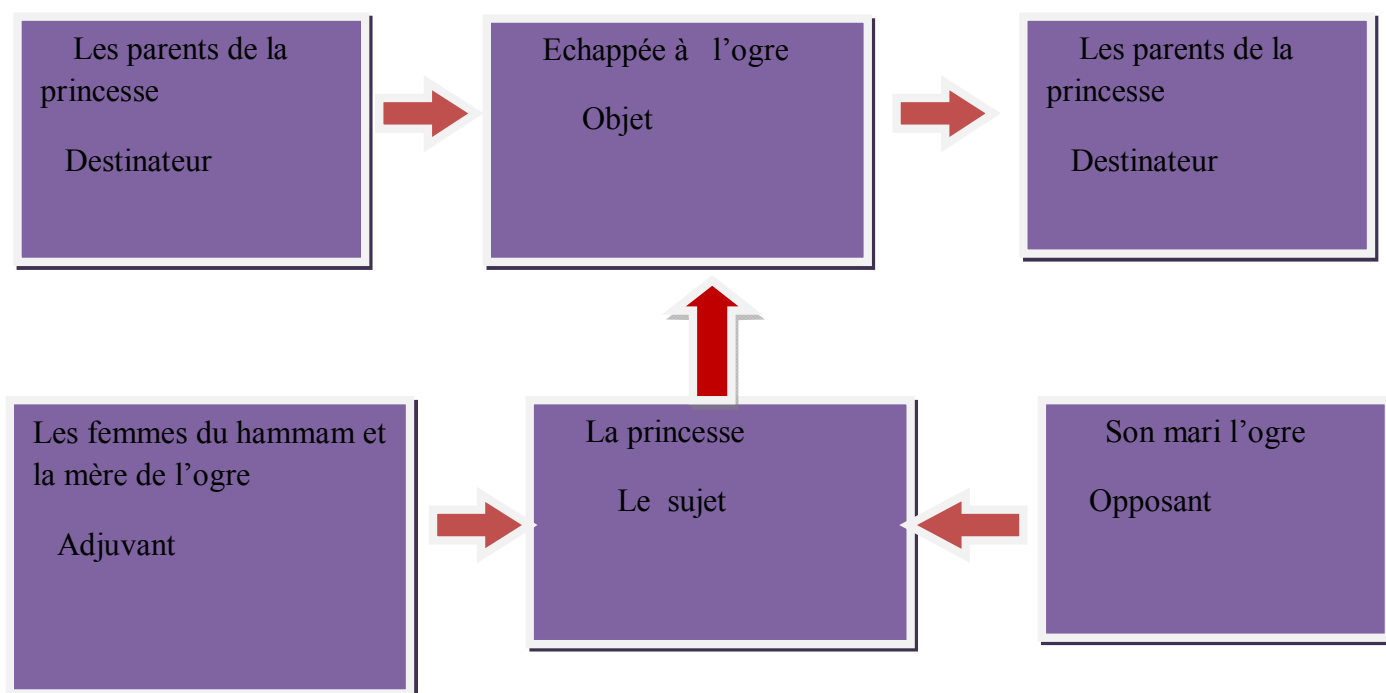 Les parents de la
princesse
Destinateur
Echappée à l’ogre
Objet
Les parents de la
princesse
Destinateur
Les femmes du hammam et
la mère de l’ogre
Adjuvant
La princesse
Le sujet
Son mari l’ogre
Opposant